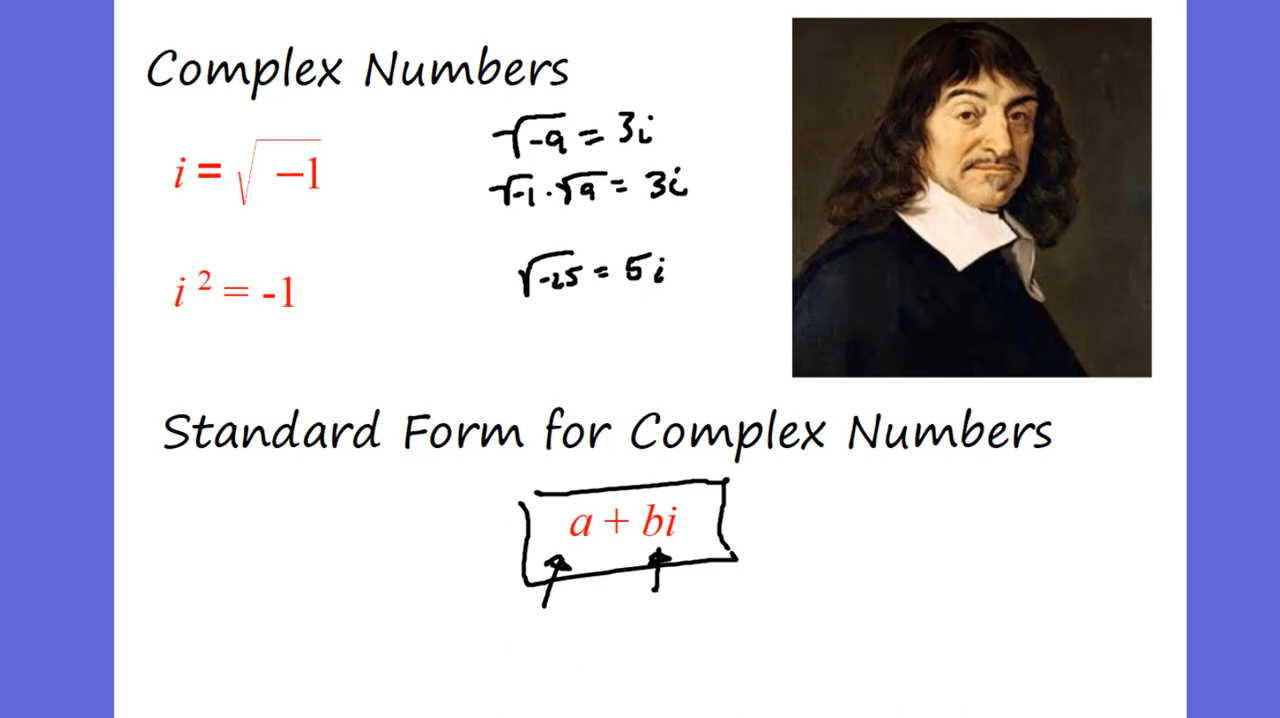 Complex Numbers
√-9 = 3i
i = √−1
√-1 · √9 = 3i
√-25 = 5i
i² = -1
Standard Form for Complex Numbers
a + bi